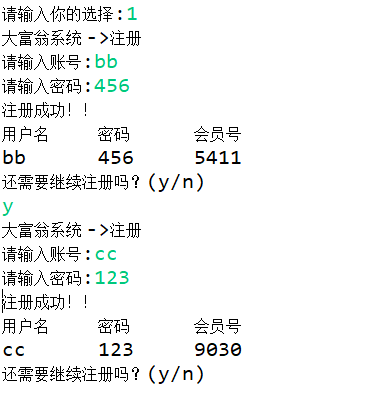 请输入你的选择:1
大富翁系统 ->注册
请输入账号:bb
请输入密码:456
注册成功！！
用户名 密码 会员号
bb 456 5411
还需要继续注册吗？(y/n)
y
大富翁系统 ->注册
请输入账号:cc
请输入密码:123
注册成功！！
用户名 密码 会员号
cc 123 9030
还需要继续注册吗？(y/n)